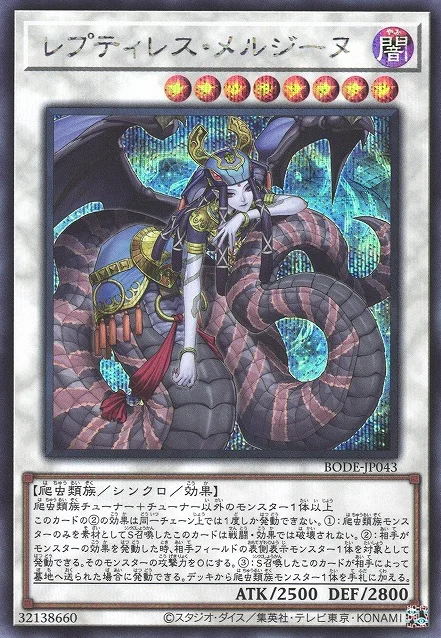 レプティレス・メルジーヌ
闇
BODE-JP043
【爬虫類族/シンクロ/効果】
爬虫類族チューナー+チューナー以外のモンスター1体以上
このカードの②の効果は同一チェーン上では1度しか発動できない。①:爬虫類族モンス
ターのみを素材としてS召喚したこのカードは戦闘・効果では破壊されない。②:相手が
モンスターの効果を発動した時、相手フィールドの表側表示モンスター1体を対象として
発動できる。そのモンスターの攻撃力を0にする。③:S召喚したこのカードが相手によって
墓地へ送られた場合に発動できる。デッキから爬虫類族モンスター1体を手札に加える。
ATK/2500 DEF/2800
32138660
©スタジオ・ダイス/集英社・テレビ東京・KONAMI